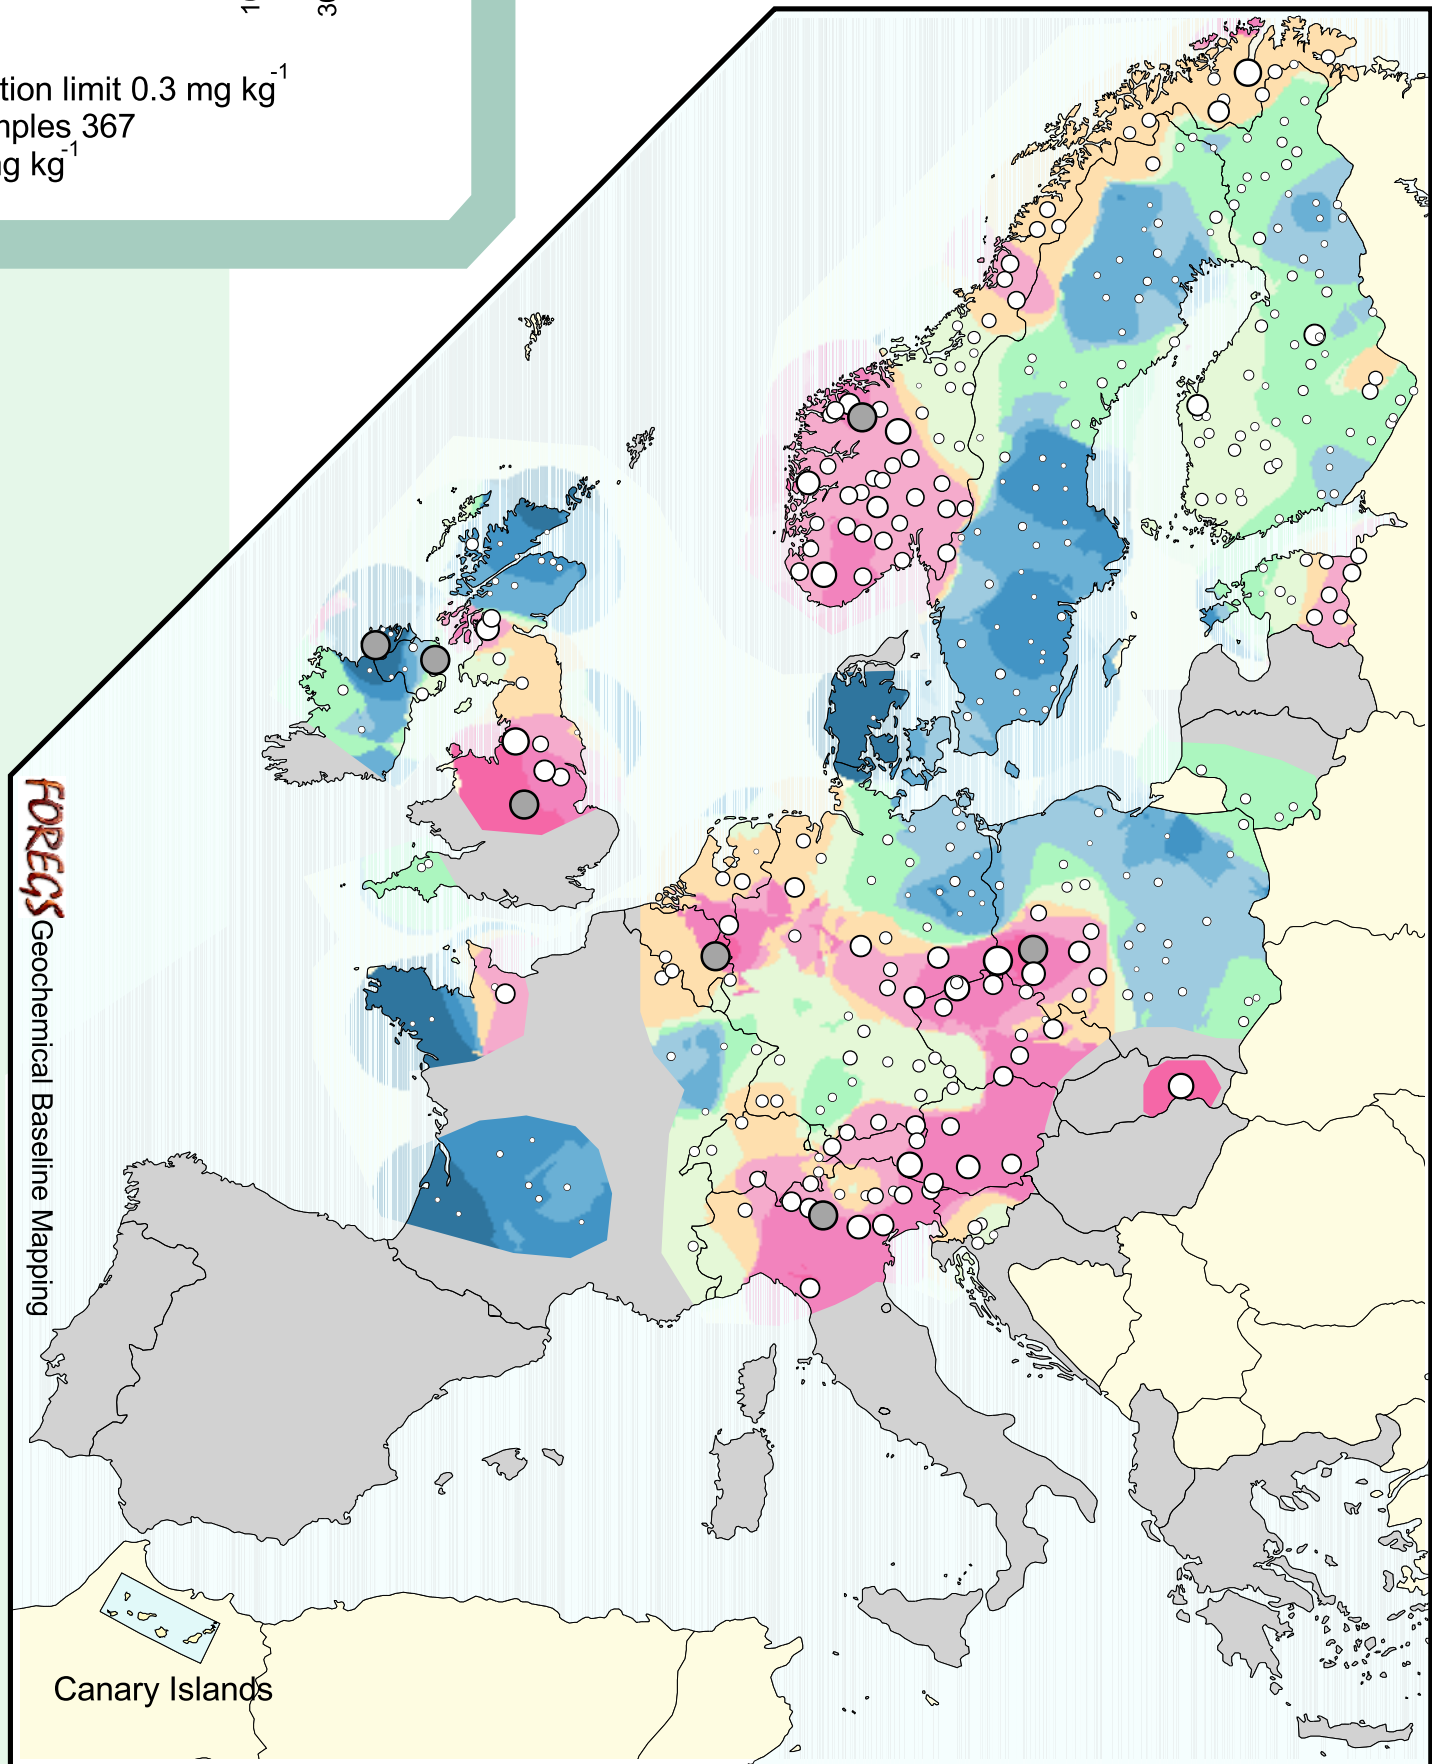 tion limit 0.3 mg kg-1
nples 367
g kg-1
FOREGS Geochemical Baseline Mapping
Canary Islands